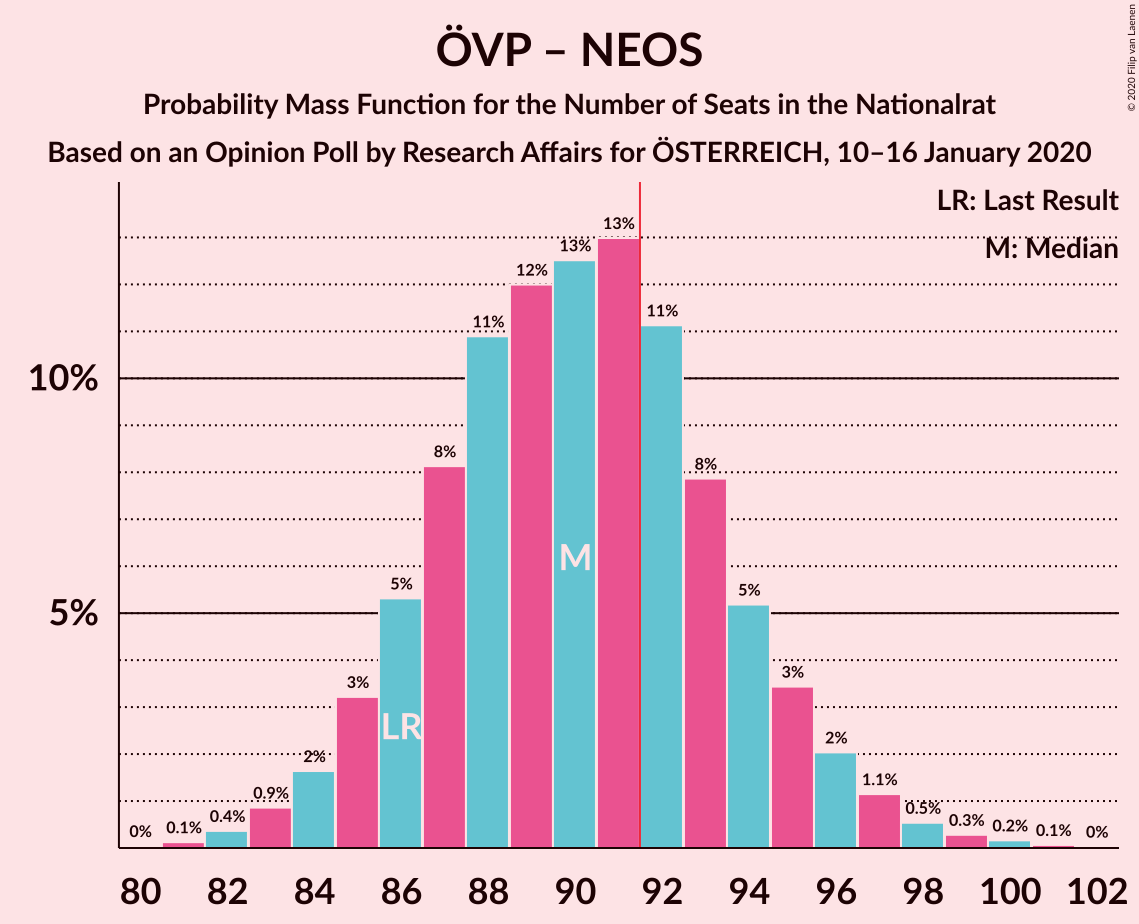 ÖVP – NEOS
Probability Mass Function for the Number of Seats in the Nationalrat
Based on an Opinion Poll by Research Affairs for ÖSTERREICH, 10–16 January 2020
© 2020 Filip van Laenen
LR: Last Result
M: Median
10%
5%
0%
0.1%
0.4%
0.9%
2%
3%
5%
8%
11%
12%
13%
13%
11%
8%
5%
3%
2%
1.1%
0.5%
0.3%
0.2%
0.1%
0%
LR
M
80 82 84 86 88 90 92 94 96 98 100 102